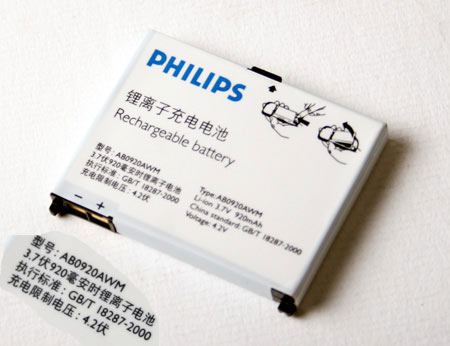 PHILIPS
锂离子充电电池
Rechargeable battery
型号: AB0920AWM
3.7伏920毫安时锂离子电池
执行标准: GB/T 18287-2000
充电限制电压: 4.2伏
Type: AB0920AWM
Li-ion 3.7V 920mAh
China standard: GB/T 18287-2000
Voltage: 4.2V
− +
型号: AB0920AWM
3.7伏920毫安时锂离子电池
执行标准: GB/T 18287-2000
充电限制电压: 4.2伏